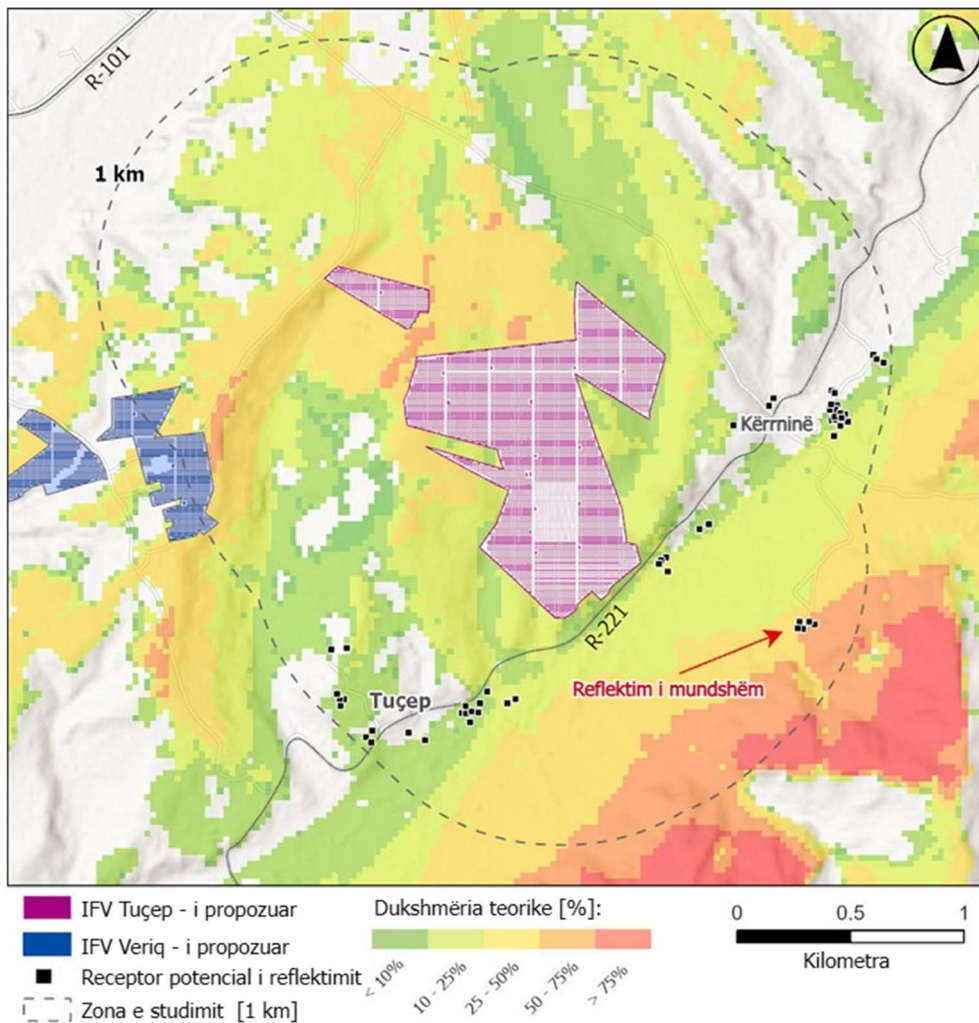 R-101
1 km
Kërrninë
R-221
Reflektim i mundshëm
Tuçep
IFV Tuçep - i propozuar
IFV Veriq - i propozuar
Receptor potencial i reflektimit
Zona e studimit [1 km]
Dukshmëria teorike [%]:
< 10%
10 - 25%
25 - 50%
50 - 75%
> 75%
0 0.5 1
Kilometra